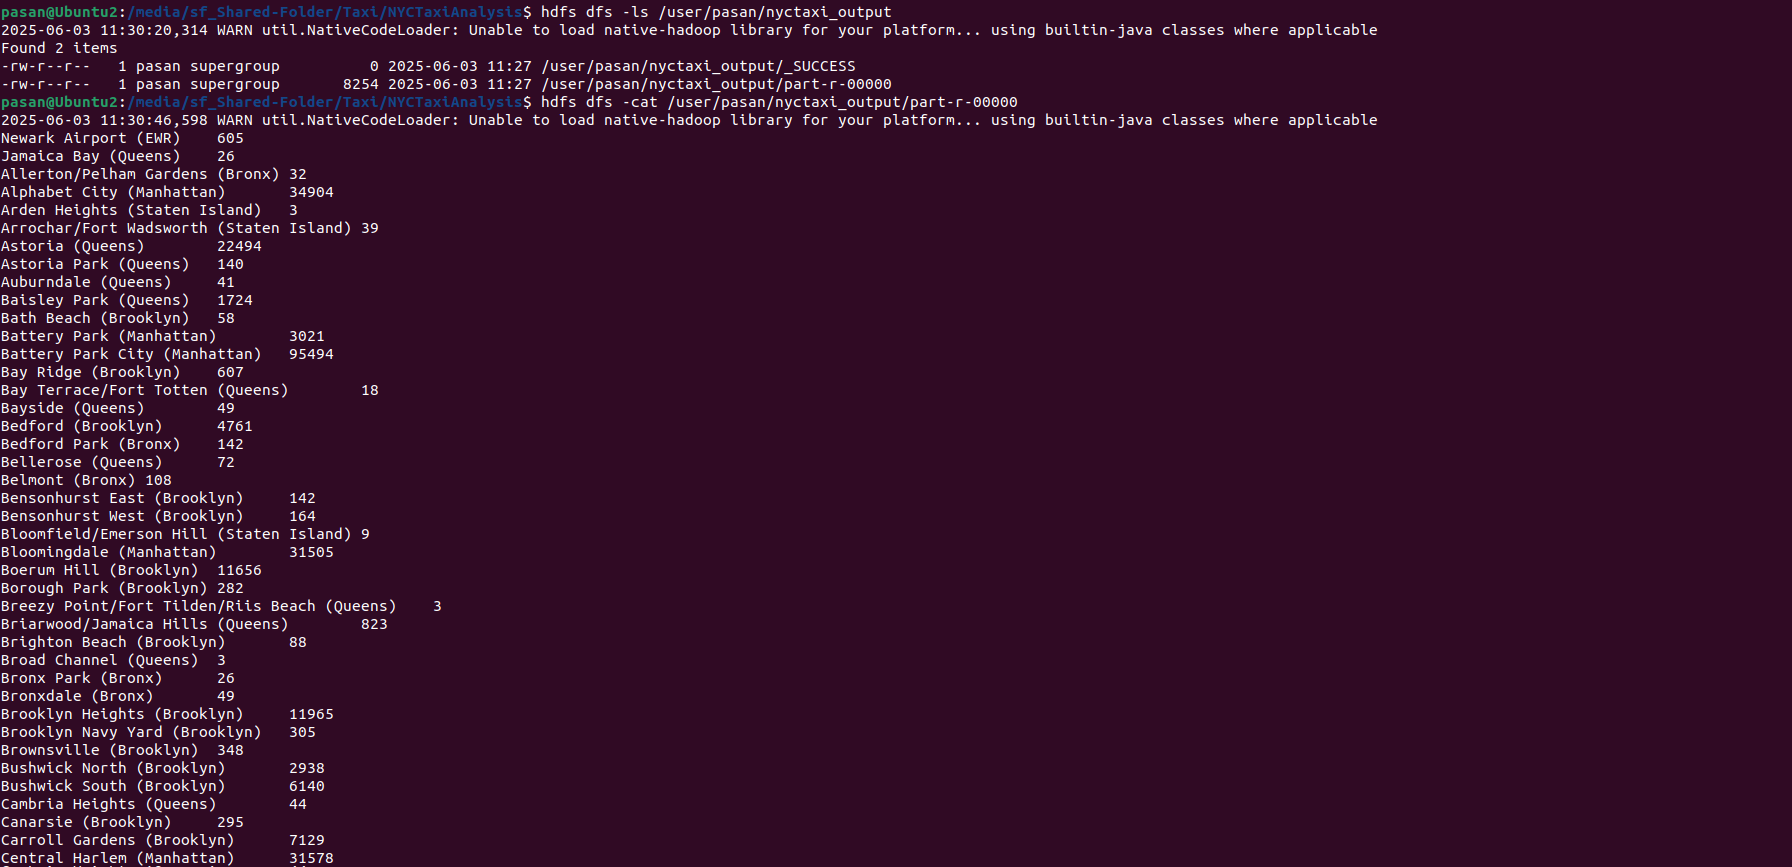 pasan@Ubuntu2:/media/sf_Shared-Folder/Taxi/NYCTaxiAnalysis$ hdfs dfs -ls /user/pasan/nyctaxi_output
2025-06-03 11:30:20,314 WARN util.NativeCodeLoader: Unable to load native-hadoop library for your platform... using builtin-java classes where applicable
Found 2 items
-rw-r--r--   1 pasan supergroup          0 2025-06-03 11:27 /user/pasan/nyctaxi_output/_SUCCESS
-rw-r--r--   1 pasan supergroup       8254 2025-06-03 11:27 /user/pasan/nyctaxi_output/part-r-00000
pasan@Ubuntu2:/media/sf_Shared-Folder/Taxi/NYCTaxiAnalysis$ hdfs dfs -cat /user/pasan/nyctaxi_output/part-r-00000
2025-06-03 11:30:46,598 WARN util.NativeCodeLoader: Unable to load native-hadoop library for your platform... using builtin-java classes where applicable
Newark Airport (EWR)    605
Jamaica Bay (Queens)    26
Allerton/Pelham Gardens (Bronx) 32
Alphabet City (Manhattan)       34904
Arden Heights (Staten Island)   3
Arrochar/Fort Wadsworth (Staten Island) 39
Astoria (Queens)        22494
Astoria Park (Queens)   140
Auburndale (Queens)     41
Baisley Park (Queens)   1724
Bath Beach (Brooklyn)   58
Battery Park (Manhattan)        3021
Battery Park City (Manhattan)   95494
Bay Ridge (Brooklyn)    607
Bay Terrace/Fort Totten (Queens)        18
Bayside (Queens)        49
Bedford (Brooklyn)      4761
Bedford Park (Bronx)    142
Bellerose (Queens)      72
Belmont (Bronx) 108
Bensonhurst East (Brooklyn)     142
Bensonhurst West (Brooklyn)     164
Bloomfield/Emerson Hill (Staten Island) 9
Bloomingdale (Manhattan)        31505
Boerum Hill (Brooklyn)  11656
Borough Park (Brooklyn) 282
Breezy Point/Fort Tilden/Riis Beach (Queens)    3
Briarwood/Jamaica Hills (Queens)        823
Brighton Beach (Brooklyn)       88
Broad Channel (Queens)  3
Bronx Park (Bronx)      26
Bronxdale (Bronx)       49
Brooklyn Heights (Brooklyn)     11965
Brooklyn Navy Yard (Brooklyn)   305
Brownsville (Brooklyn)  348
Bushwick North (Brooklyn)       2938
Bushwick South (Brooklyn)       6140
Cambria Heights (Queens)        44
Canarsie (Brooklyn)     295
Carroll Gardens (Brooklyn)      7129
Central Harlem (Manhattan)      31578